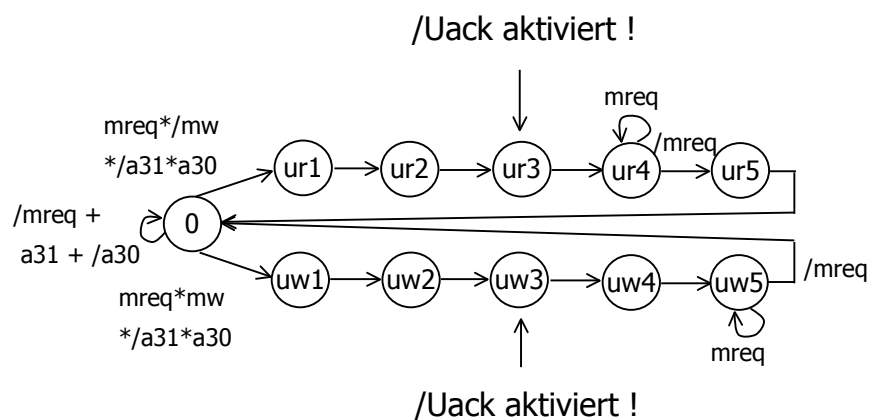 /Uack aktiviert !
mreq
mreq*/mw
*/a31*a30
/mreq
ur1
ur2
ur3
ur4
ur5
/mreq +
a31 + /a30
0
uw1
uw2
uw3
uw4
uw5
/mreq
mreq*mw
*/a31*a30
mreq
/Uack aktiviert !